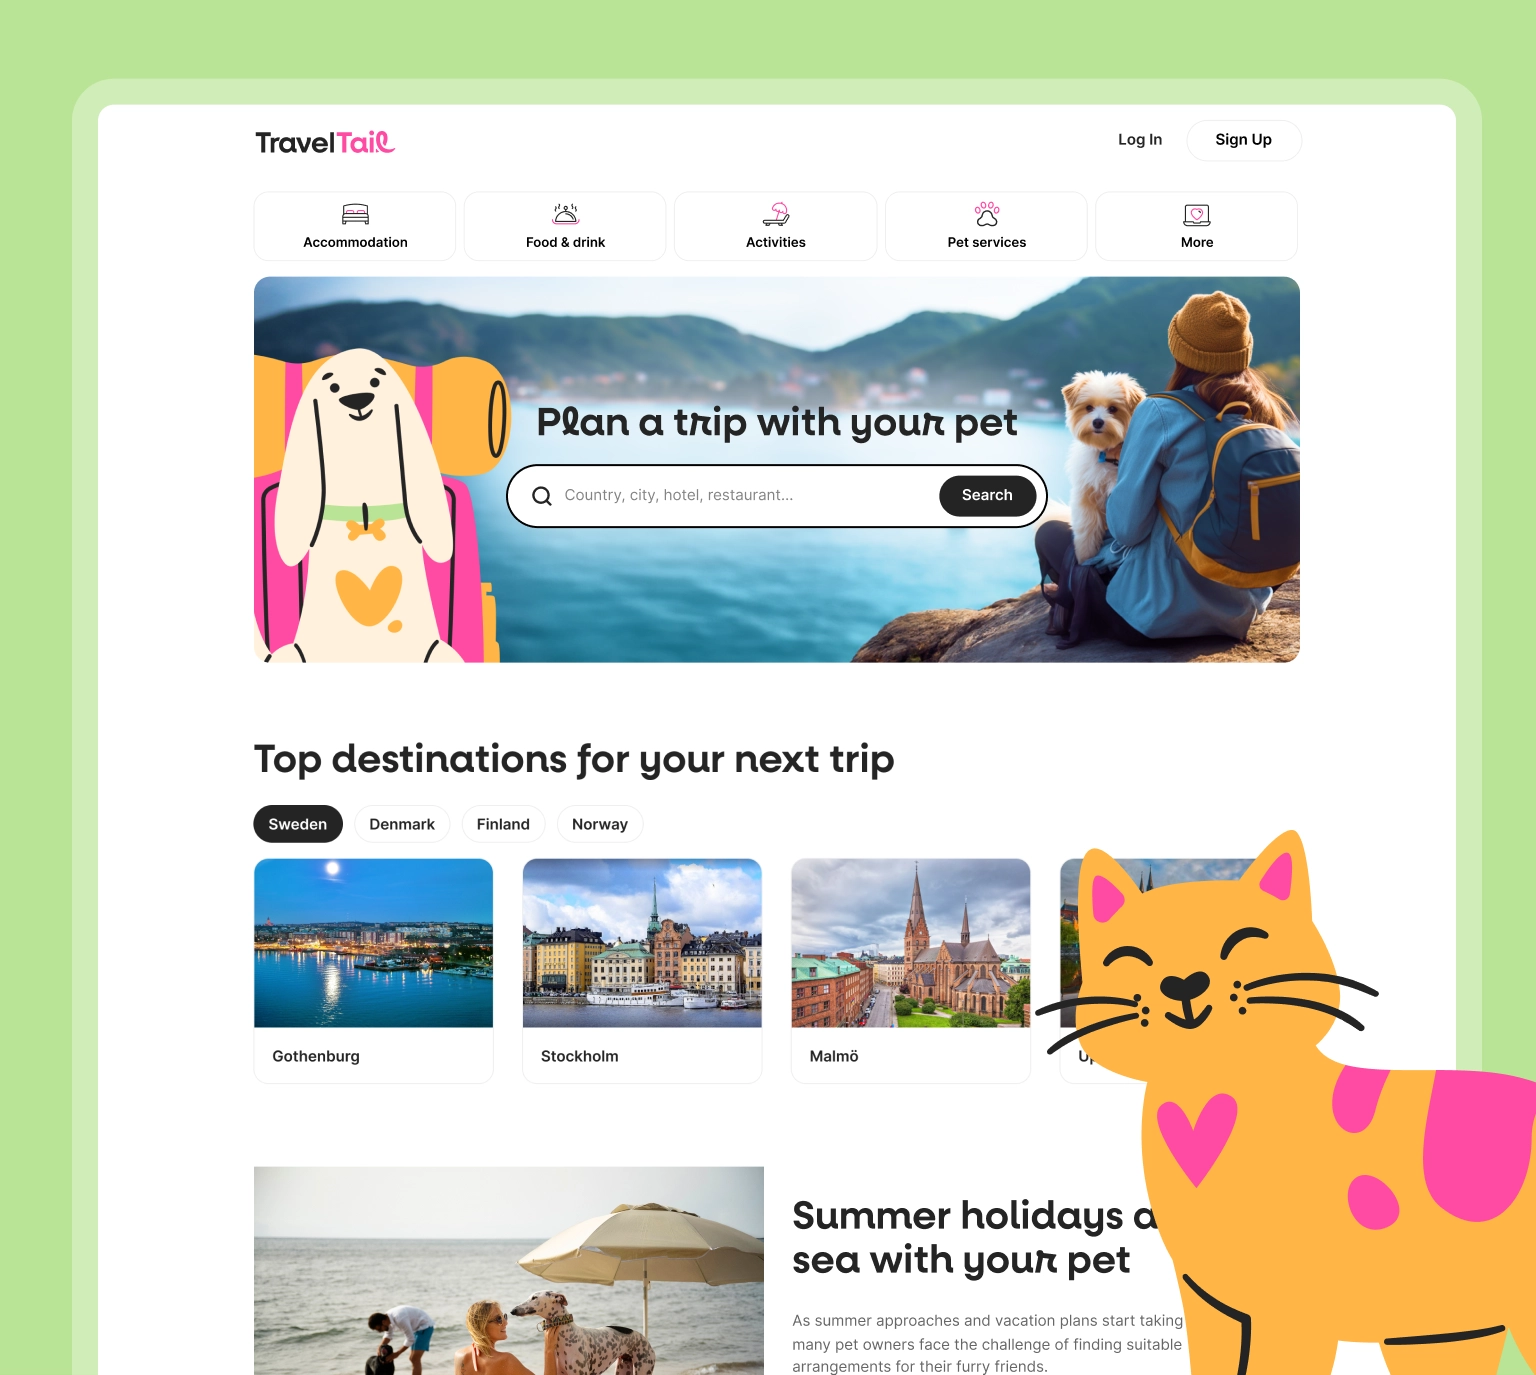 TravelTail
Log In
Sign Up
Accommodation
Food & drink
Activities
Pet services
More
Plan a trip with your pet
Country, city, hotel, restaurant...
Search
Top destinations for your next trip
Sweden
Denmark
Finland
Norway
Gothenburg
Stockholm
Malmö
Summer holidays
sea with your pet
As summer approaches and vacation plans start taking
many pet owners face the challenge of finding suitable
arrangements for their furry friends.